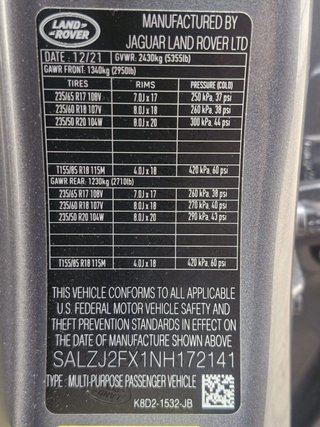 LAND
ROVER
MFD BY
JAGUAR LAND ROVER LTD
DATE : 12/21 GVWR: 2430kg (5355lb)
GAWR FRONT: 1340kg (2950lb)
TIRES RIMS PRESSURE (COLD)
235/65 R17 108V 7.0J x 17 250 kPa, 37 psi
235/60 R18 107V 8.0J x 18 260 kPa, 38 psi
235/50 R20 104W 8.0J x 20 300 kPa, 44 psi
T155/85 R18 115M 4.0J x 18 420 kPa, 60 psi
GAWR REAR: 1230kg (2710lb)
235/65 R17 108V 7.0J x 17 260 kPa, 38 psi
235/60 R18 107V 8.0J x 18 270 kPa, 40 psi
235/50 R20 104W 8.0J x 20 290 kPa, 43 psi
T155/85 R18 115M 4.0J x 18 420 kPa, 60 psi
THIS VEHICLE CONFORMS TO ALL APPLICABLE
U.S. FEDERAL MOTOR VEHICLE SAFETY AND
THEFT PREVENTION STANDARDS IN EFFECT ON
THE DATE OF MANUFACTURE SHOWN ABOVE
SALZJ2FX1NH172141
TYPE: MULTI-PURPOSE PASSENGER VEHICLE
K8D2-1532-JB